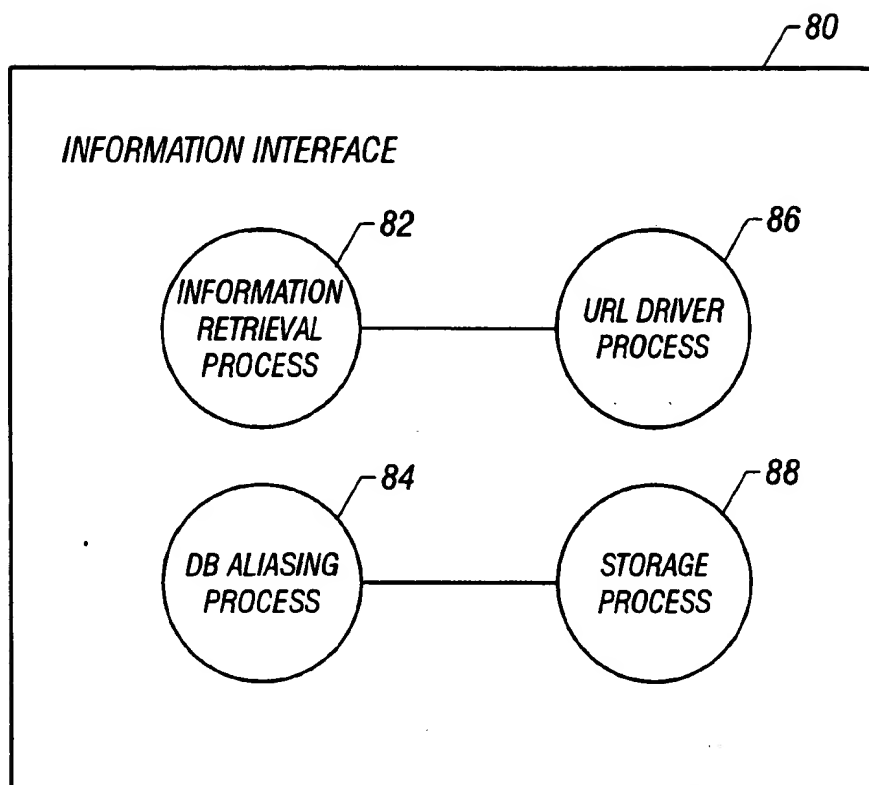 80
INFORMATION INTERFACE
82
INFORMATION
RETRIEVAL
PROCESS
86
URL DRIVER
PROCESS
84
DB ALIASING
PROCESS
88
STORAGE
PROCESS